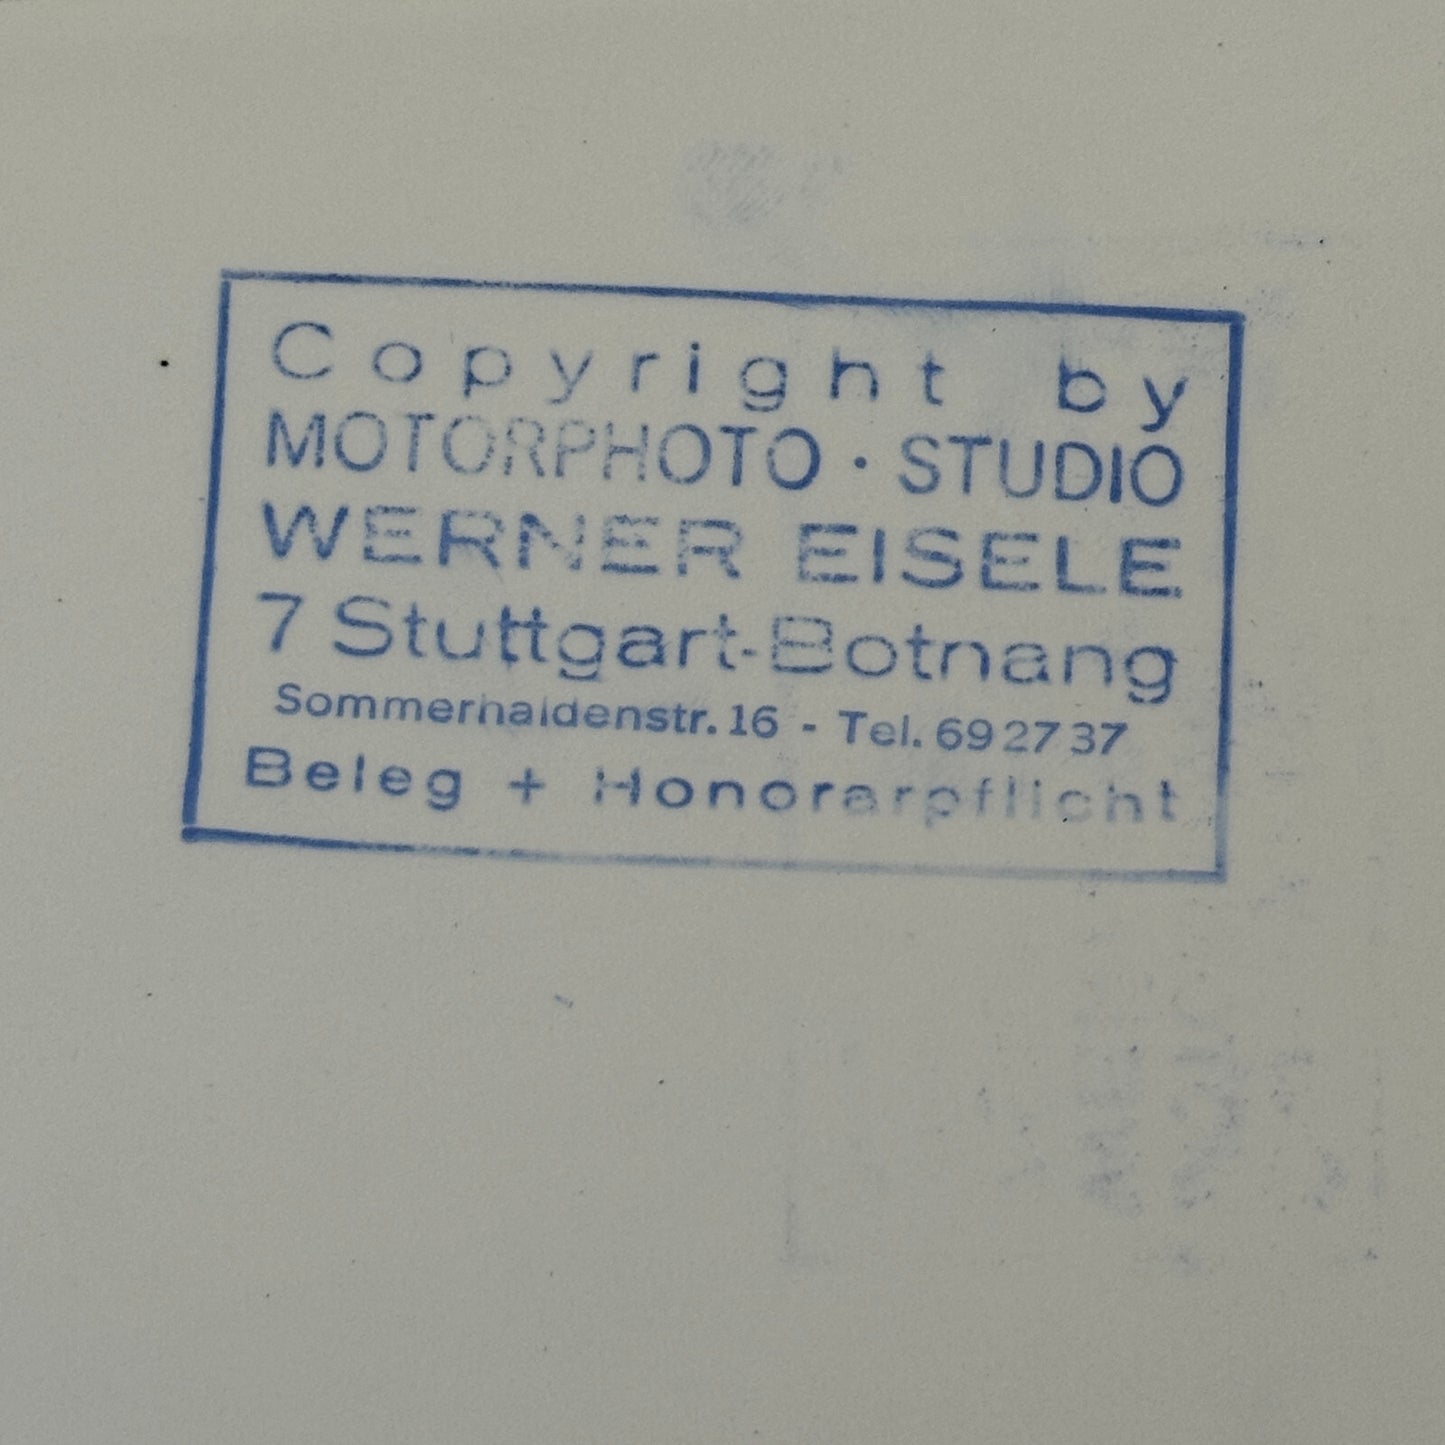 Copyright by
MOTORPHOTO · STUDIO
WERNER EISELE
7 Stuttgart-Botnang
Sommerhaldenstr. 16 - Tel. 69 27 37
Beleg + Honorarpflicht